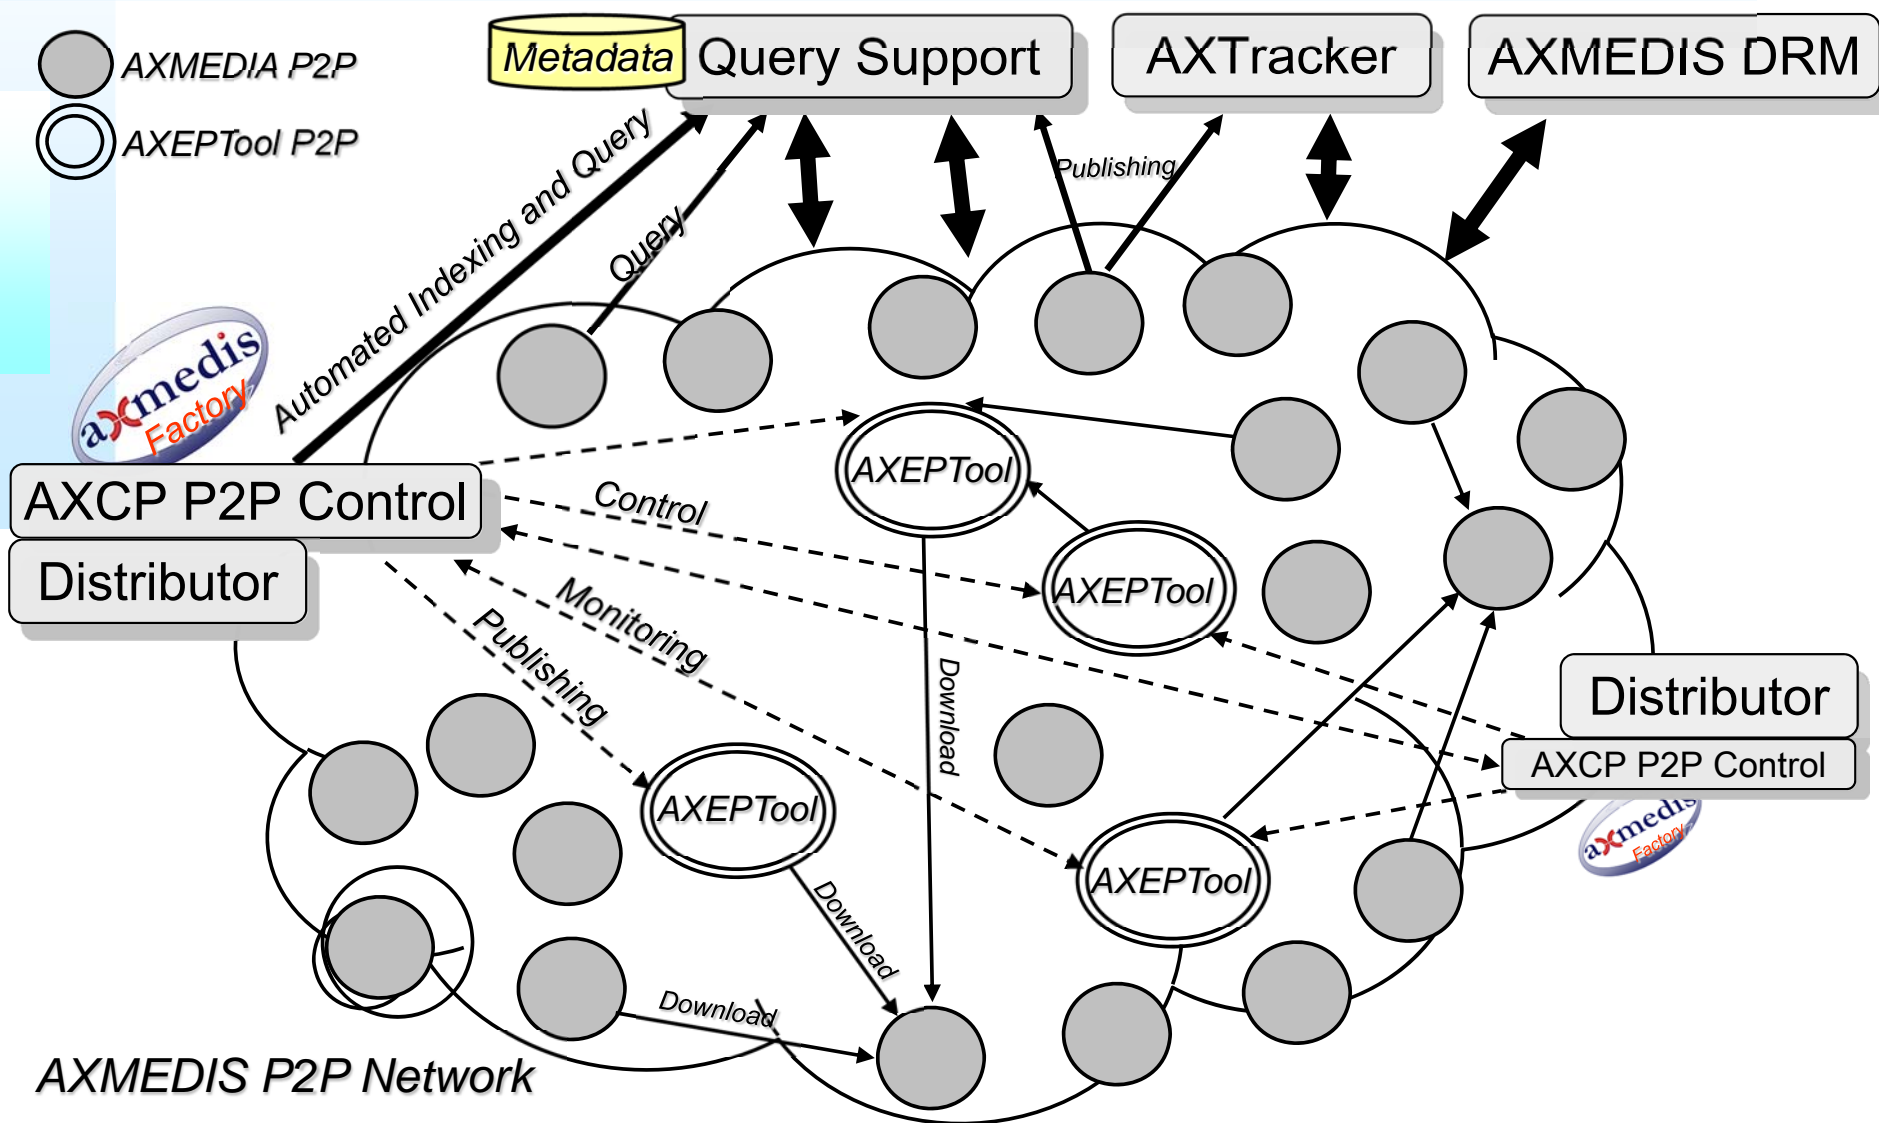 AXMEDIA P2P
AXEPTool P2P
Metadata
Query Support
AXTracker
AXMEDIS DRM
Automated Indexing and Query
Query
Publishing
axmedis
Factory
AXCP P2P Control
Distributor
AXEPTool
Control
AXEPTool
Monitoring
Publishing
Download
Distributor
AXCP P2P Control
axmedis
Factory
AXEPTool
AXEPTool
Download
Download
AXMEDIS P2P Network